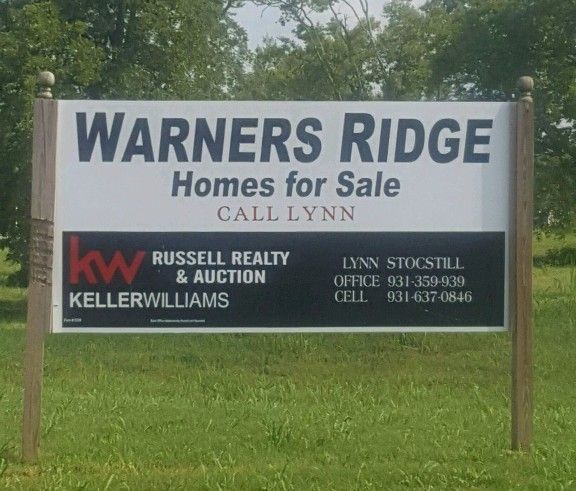 WARNERS RIDGE
Homes for Sale
CALL LYNN
kw RUSSELL REALTY
& AUCTION
KELLERWILLIAMS
LYNN STOCSTILL
OFFICE 931-359-939
CELL 931-637-0846